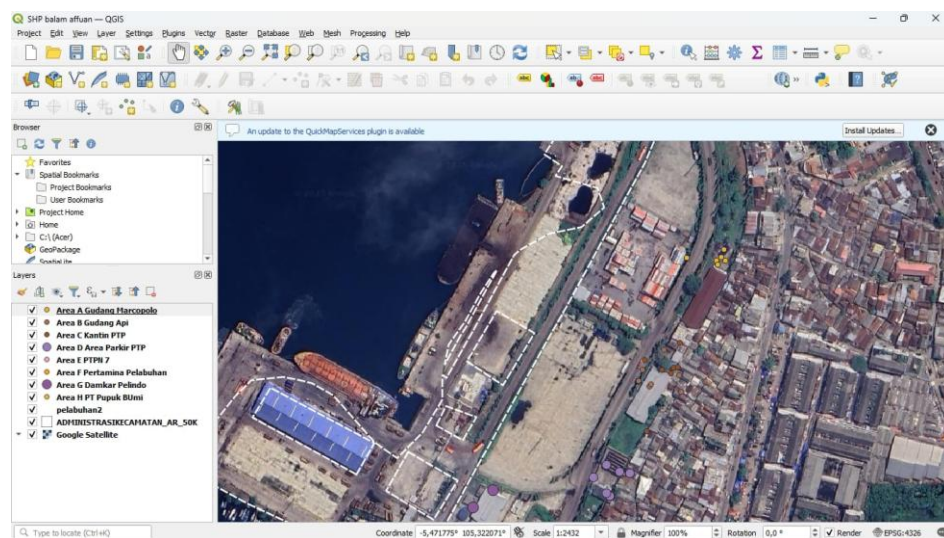 SHP balam affuan — QGIS
Project Edit View Layer Settings Plugins Vector Raster Database Web Mesh Processing Help
abc
abc
abc
Browser
An update to the QuickMapServices plugin is available
Install Updates...
Favorites
Spatial Bookmarks
Project Bookmarks
User Bookmarks
Project Home
Home
C:\ (Acer)
GeoPackage
SpatiaLite
Layers
Area A Gudang Marcopolo
Area B Gudang Api
Area C Kantin PTP
Area D Area Parkir PTP
Area E PTPN 7
Area F Pertamina Pelabuhan
Area G Damkar Pelindo
Area H PT Pupuk BUmi
pelabuhan2
ADMINISTRASIKECAMATAN_AR_50K
Google Satellite
Type to locate (Ctrl+K)
Coordinate -5,471775° 105,322071° Scale 1:2432 Magnifier 100% Rotation 0,0 ° Render EPSG:4326